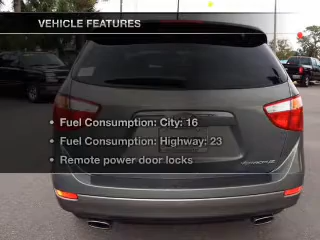 VEHICLE FEATURES
• Fuel Consumption: City: 16
• Fuel Consumption: Highway: 23
• Remote power door locks